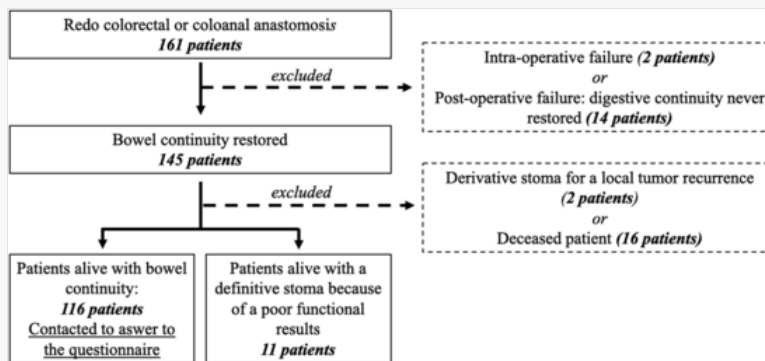 Redo colorectal or coloanal anastomosis
161 patients
excluded
Intra-operative failure (2 patients)
or
Post-operative failure: digestive continuity never
restored (14 patients)
Bowel continuity restored
145 patients
excluded
Derivative stoma for a local tumor recurrence
(2 patients)
or
Deceased patient (16 patients)
Patients alive with bowel
continuity:
116 patients
Contacted to aswer to
the questionnaire
Patients alive with a
definitive stoma because
of a poor functional
results
11 patients